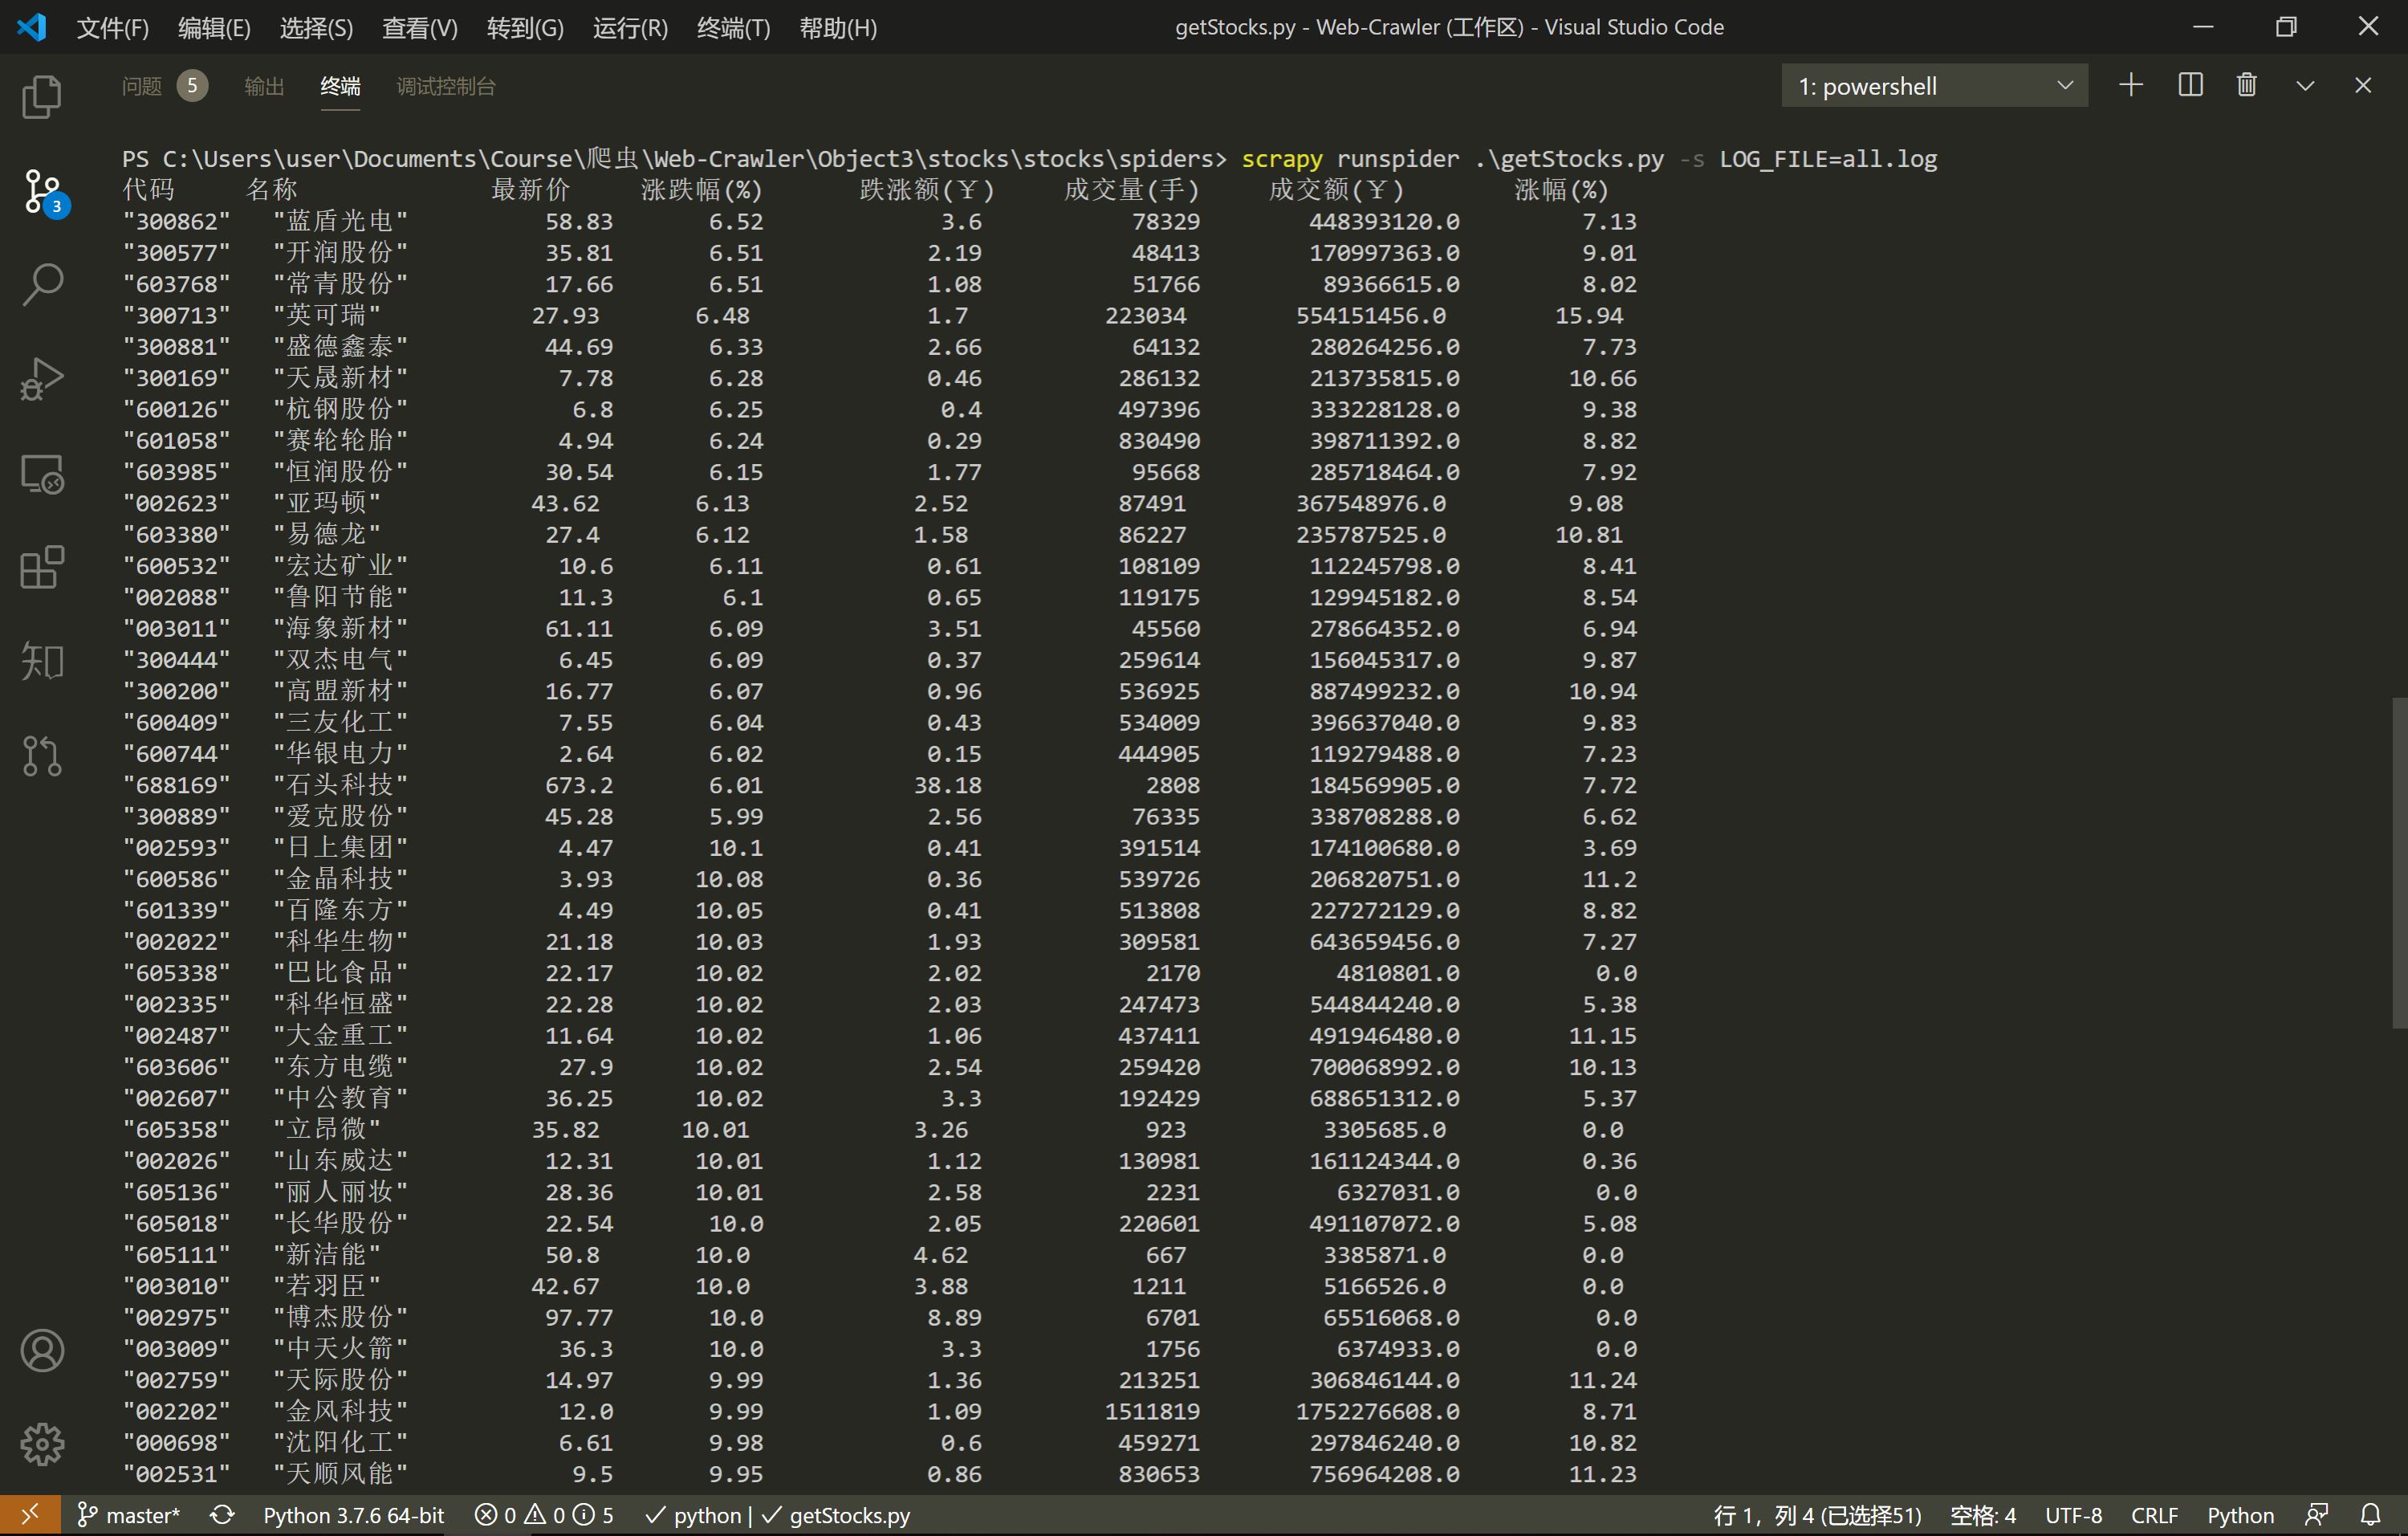 文件(F) 编辑(E) 选择(S) 查看(V) 转到(G) 运行(R) 终端(T) 帮助(H) getStocks.py - Web-Crawler (工作区) - Visual Studio Code
问题 5 输出 终端 调试控制台 1: powershell
PS C:\Users\user\Documents\Course\爬虫\Web-Crawler\Object3\stocks\stocks\spiders> scrapy runspider .\getStocks.py -s LOG_FILE=all.log
代码 名称 最新价 涨跌幅(%) 跌涨额(￥) 成交量(手) 成交额(￥) 涨幅(%)
"300862" "蓝盾光电" 58.83 6.52 3.6 78329 448393120.0 7.13
"300577" "开润股份" 35.81 6.51 2.19 48413 170997363.0 9.01
"603768" "常青股份" 17.66 6.51 1.08 51766 89366615.0 8.02
"300713" "英可瑞" 27.93 6.48 1.7 223034 554151456.0 15.94
"300881" "盛德鑫泰" 44.69 6.33 2.66 64132 280264256.0 7.73
"300169" "天晟新材" 7.78 6.28 0.46 286132 213735815.0 10.66
"600126" "杭钢股份" 6.8 6.25 0.4 497396 333228128.0 9.38
"601058" "赛轮轮胎" 4.94 6.24 0.29 830490 398711392.0 8.82
"603985" "恒润股份" 30.54 6.15 1.77 95668 285718464.0 7.92
"002623" "亚玛顿" 43.62 6.13 2.52 87491 367548976.0 9.08
"603380" "易德龙" 27.4 6.12 1.58 86227 235787525.0 10.81
"600532" "宏达矿业" 10.6 6.11 0.61 108109 112245798.0 8.41
"002088" "鲁阳节能" 11.3 6.1 0.65 119175 129945182.0 8.54
"003011" "海象新材" 61.11 6.09 3.51 45560 278664352.0 6.94
"300444" "双杰电气" 6.45 6.09 0.37 259614 156045317.0 9.87
"300200" "高盟新材" 16.77 6.07 0.96 536925 887499232.0 10.94
"600409" "三友化工" 7.55 6.04 0.43 534009 396637040.0 9.83
"600744" "华银电力" 2.64 6.02 0.15 444905 119279488.0 7.23
"688169" "石头科技" 673.2 6.01 38.18 2808 184569905.0 7.72
"300889" "爱克股份" 45.28 5.99 2.56 76335 338708288.0 6.62
"002593" "日上集团" 4.47 10.1 0.41 391514 174100680.0 3.69
"600586" "金晶科技" 3.93 10.08 0.36 539726 206820751.0 11.2
"601339" "百隆东方" 4.49 10.05 0.41 513808 227272129.0 8.82
"002022" "科华生物" 21.18 10.03 1.93 309581 643659456.0 7.27
"605338" "巴比食品" 22.17 10.02 2.02 2170 4810801.0 0.0
"002335" "科华恒盛" 22.28 10.02 2.03 247473 544844240.0 5.38
"002487" "大金重工" 11.64 10.02 1.06 437411 491946480.0 11.15
"603606" "东方电缆" 27.9 10.02 2.54 259420 700068992.0 10.13
"002607" "中公教育" 36.25 10.02 3.3 192429 688651312.0 5.37
"605358" "立昂微" 35.82 10.01 3.26 923 3305685.0 0.0
"002026" "山东威达" 12.31 10.01 1.12 130981 161124344.0 0.36
"605136" "丽人丽妆" 28.36 10.01 2.58 2231 6327031.0 0.0
"605018" "长华股份" 22.54 10.0 2.05 220601 491107072.0 5.08
"605111" "新洁能" 50.8 10.0 4.62 667 3385871.0 0.0
"003010" "若羽臣" 42.67 10.0 3.88 1211 5166526.0 0.0
"002975" "博杰股份" 97.77 10.0 8.89 6701 65516068.0 0.0
"003009" "中天火箭" 36.3 10.0 3.3 1756 6374933.0 0.0
"002759" "天际股份" 14.97 9.99 1.36 213251 306846144.0 11.24
"002202" "金风科技" 12.0 9.99 1.09 1511819 1752276608.0 8.71
"000698" "沈阳化工" 6.61 9.98 0.6 459271 297846240.0 10.82
"002531" "天顺风能" 9.5 9.95 0.86 830653 756964208.0 11.23
3
知
master* Python 3.7.6 64-bit 0 0 5 python | getStocks.py 行 1，列 4 (已选择51) 空格: 4 UTF-8 CRLF Python